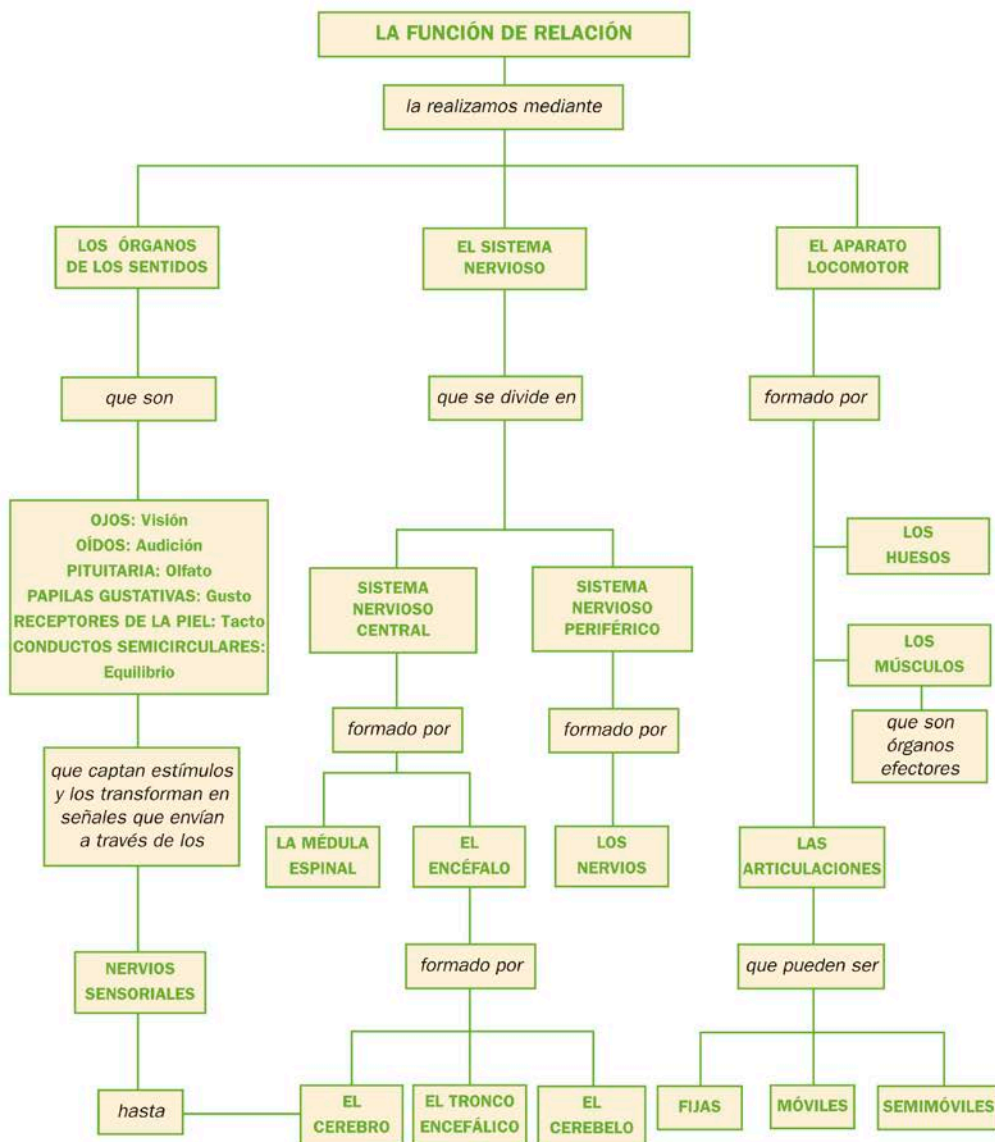 LA FUNCIÓN DE RELACIÓN
la realizamos mediante
LOS ÓRGANOS
DE LOS SENTIDOS
EL SISTEMA
NERVIOSO
EL APARATO
LOCOMOTOR
que son
que se divide en
formado por
OJOS: Visión
OÍDOS: Audición
PITUITARIA: Olfato
PAPILAS GUSTATIVAS: Gusto
RECEPTORES DE LA PIEL: Tacto
CONDUCTOS SEMICIRCULARES:
Equilibrio
SISTEMA
NERVIOSO
CENTRAL
SISTEMA
NERVIOSO
PERIFÉRICO
LOS
HUESOS
LOS
MÚSCULOS
que son
órganos
efectores
formado por
formado por
que captan estímulos
y los transforman en
señales que envían
a través de los
LA MÉDULA
ESPINAL
EL
ENCÉFALO
LOS
NERVIOS
LAS
ARTICULACIONES
NERVIOS
SENSORIALES
formado por
que pueden ser
hasta
EL
CEREBRO
EL TRONCO
ENCEFÁLICO
EL
CEREBELO
FIJAS
MÓVILES
SEMIMÓVILES